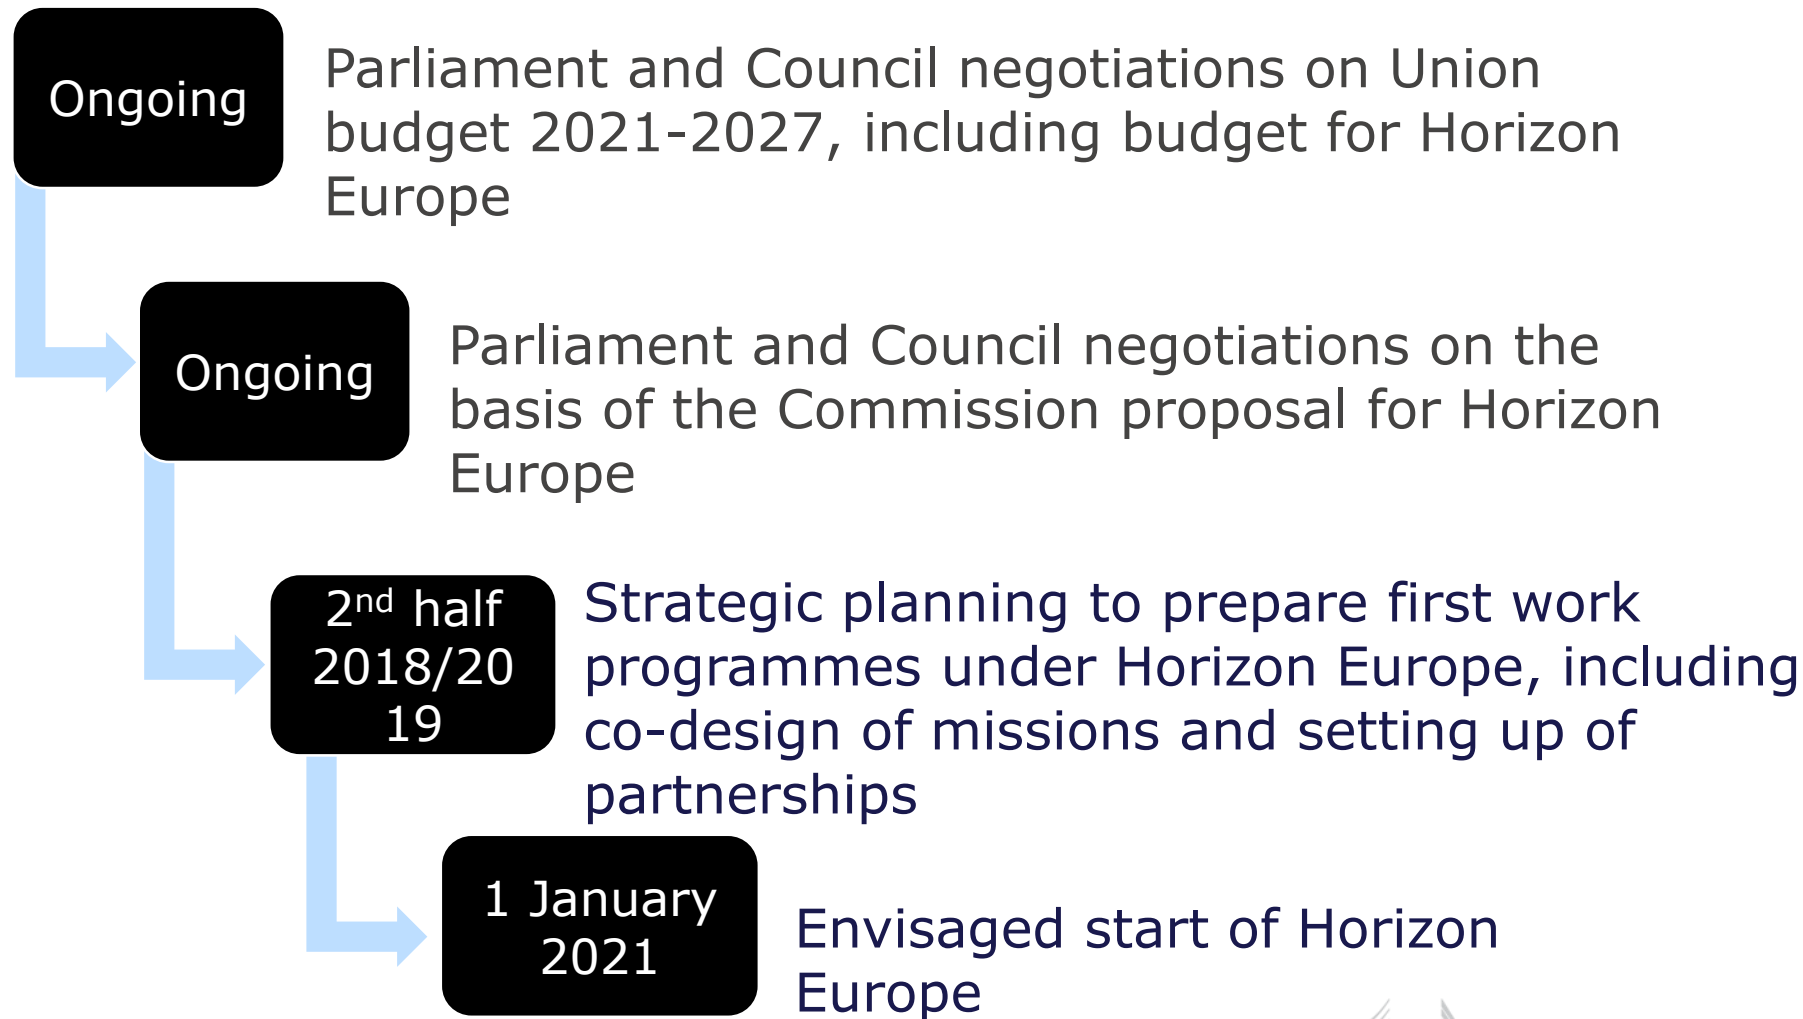 Ongoing
Parliament and Council negotiations on Union
budget 2021-2027, including budget for Horizon
Europe
Ongoing
Parliament and Council negotiations on the
basis of the Commission proposal for Horizon
Europe
2nd half
2018/20
19
Strategic planning to prepare first work
programmes under Horizon Europe, including
co-design of missions and setting up of
partnerships
1 January
2021
Envisaged start of Horizon
Europe